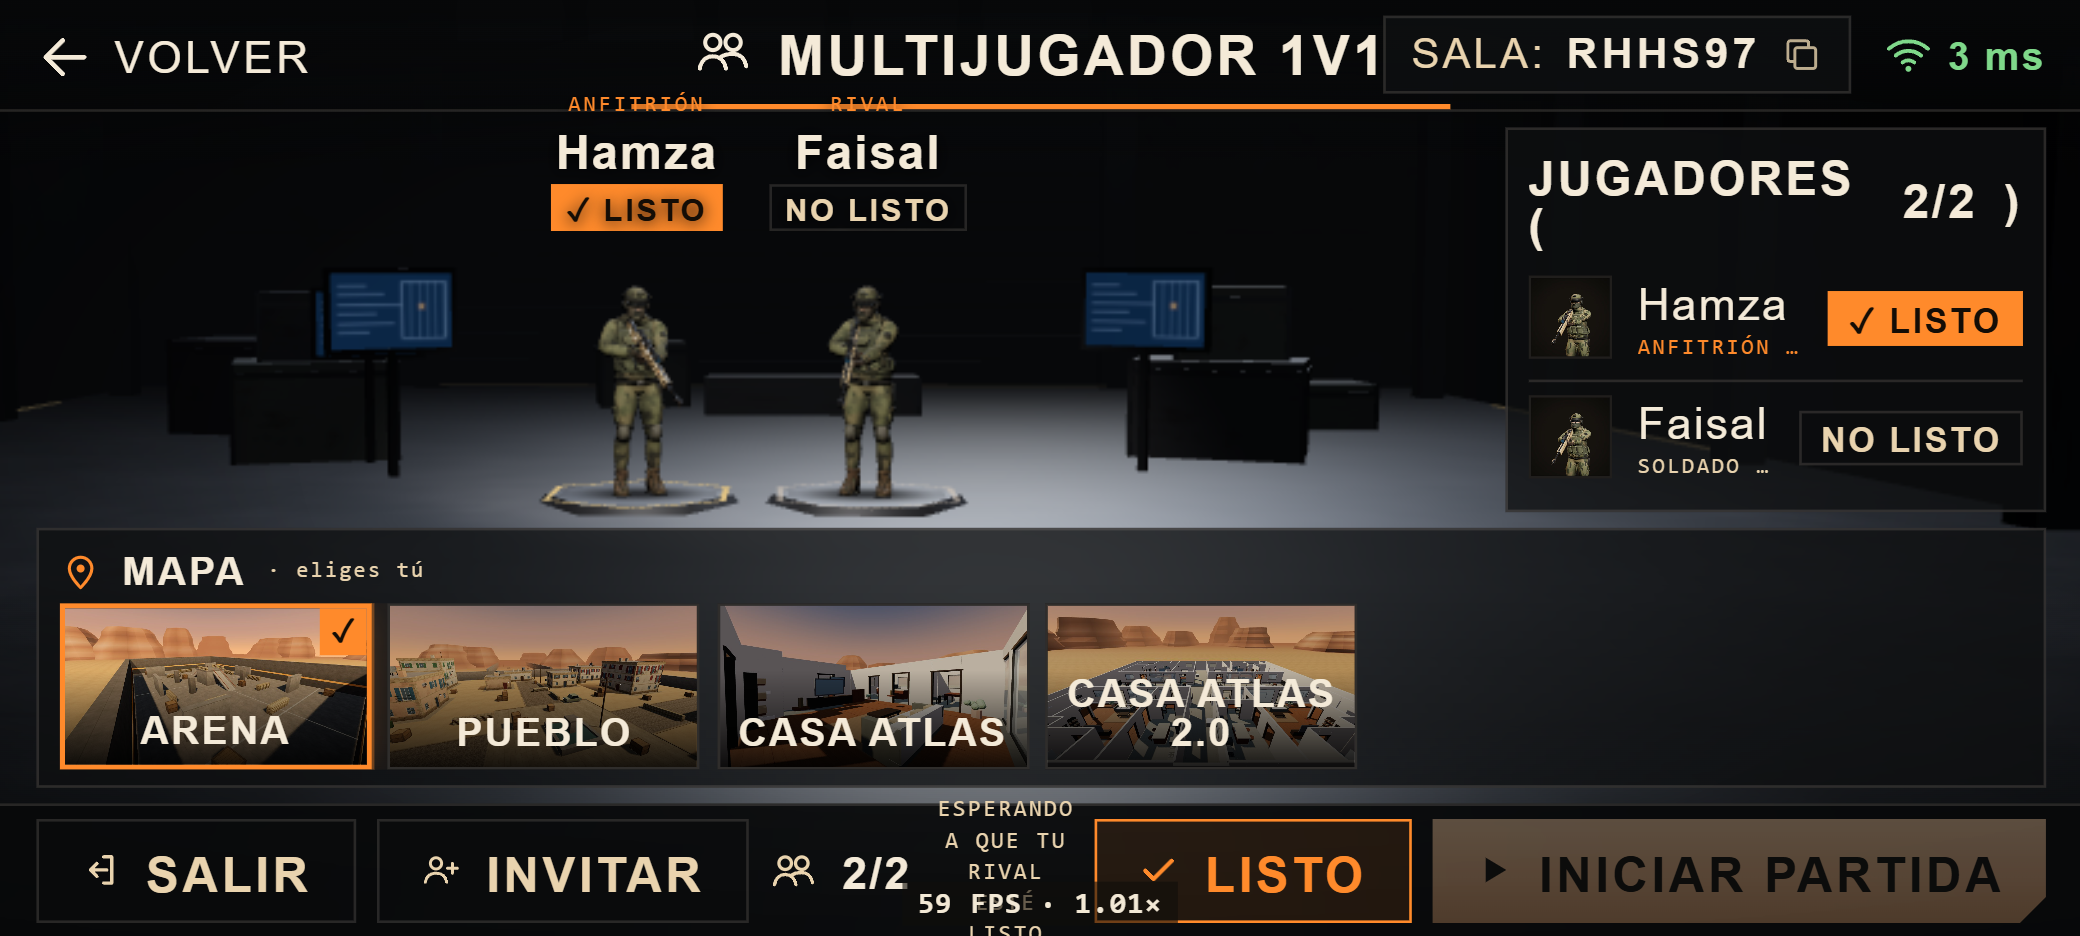 VOLVER
MULTIJUGADOR 1V1
SALA: RHHS97
3 ms
ANFITRIÓN
RIVAL
Hamza
Faisal
✓ LISTO
NO LISTO
JUGADORES ( 2/2 )
Hamza
ANFITRIÓN …
✓ LISTO
Faisal
SOLDADO …
NO LISTO
MAPA · eliges tú
ARENA
PUEBLO
CASA ATLAS
CASA ATLAS
2.0
SALIR
INVITAR
2/2
ESPERANDO
A QUE TU
RIVAL
ESTÉ
LISTO
59 FPS · 1.01×
LISTO
INICIAR PARTIDA